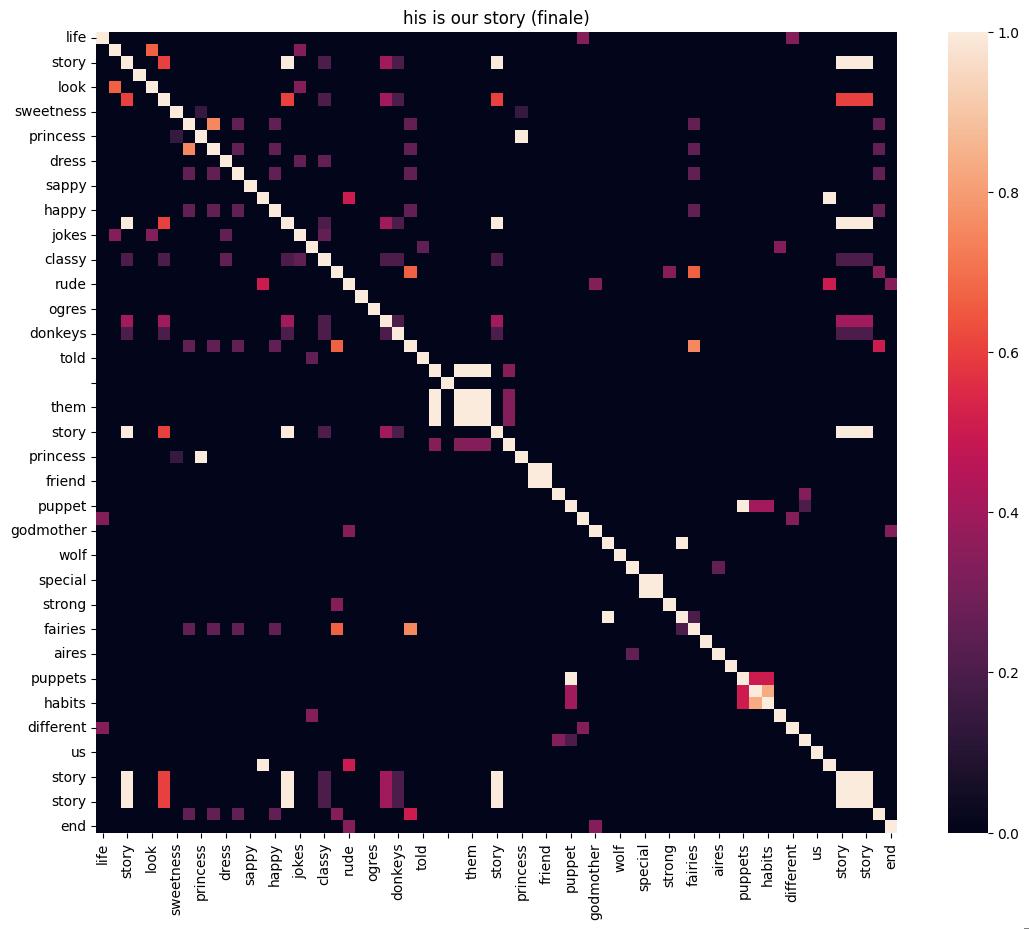 his is our story (finale)
life
story
look
sweetness
princess
dress
sappy
happy
jokes
classy
rude
ogres
donkeys
told
them
story
princess
friend
puppet
godmother
wolf
special
strong
fairies
aires
puppets
habits
different
us
story
story
end
1.0
0.8
0.6
0.4
0.2
0.0
life
story
look
sweetness
princess
dress
sappy
happy
jokes
classy
rude
ogres
donkeys
told
them
story
princess
friend
puppet
godmother
wolf
special
strong
fairies
aires
puppets
habits
different
us
story
story
end